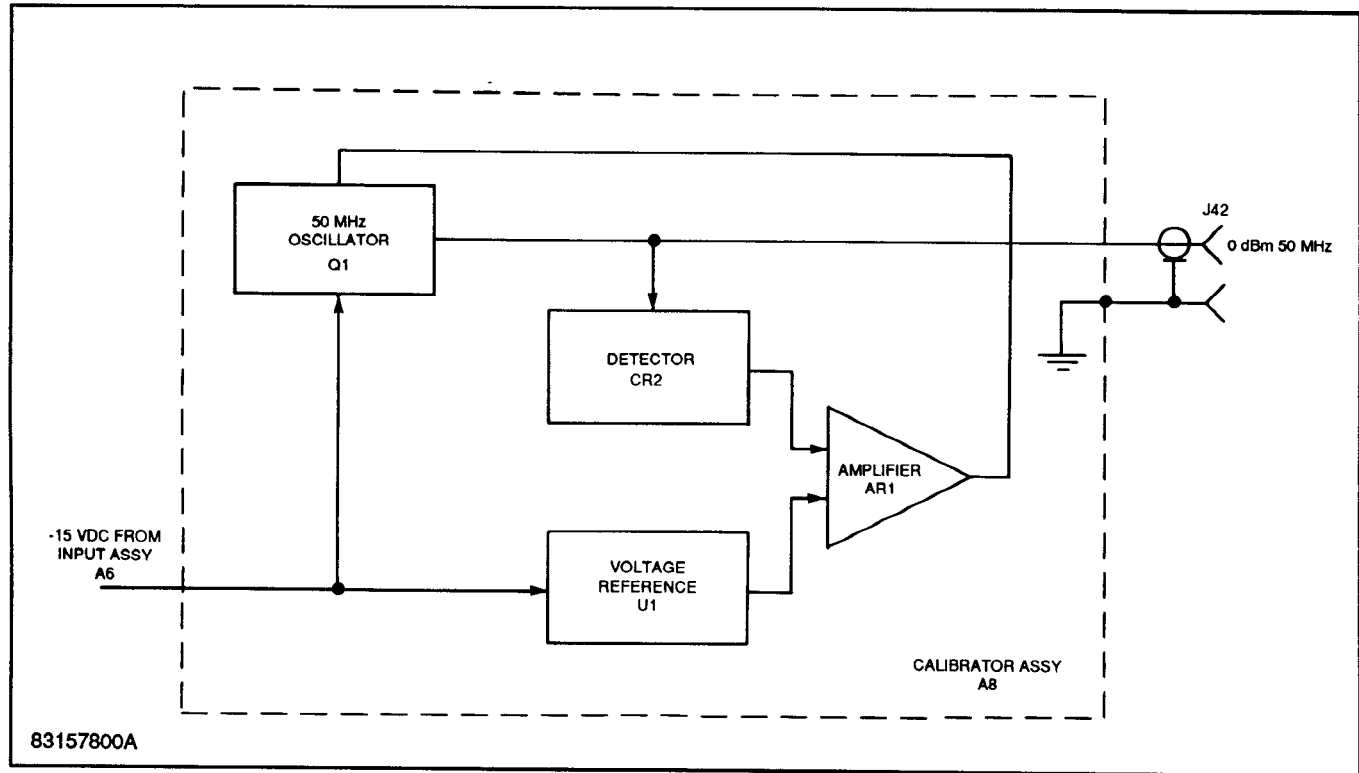 50 MHz
OSCILLATOR
Q1
J42
0 dBm 50 MHz
DETECTOR
CR2
AMPLIFIER
AR1
-15 VDC FROM
INPUT ASSY
A6
VOLTAGE
REFERENCE
U1
CALIBRATOR ASSY
A8
83157800A